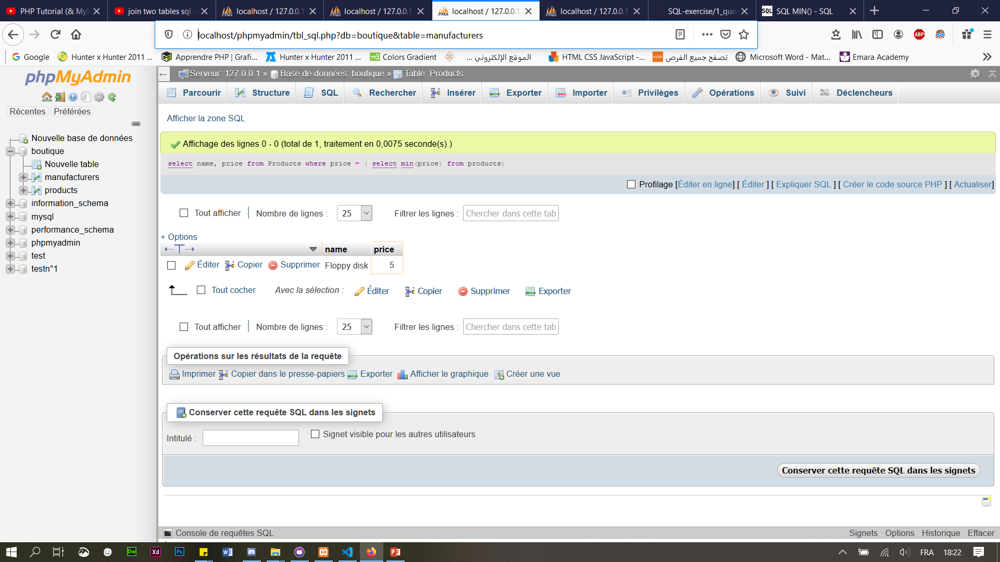 PHP Tutorial (& MyS
join two tables sql -
localhost / 127.0.0.1
localhost / 127.0.0.1
localhost / 127.0.0.1
localhost / 127.0.0.1
SQL-exercise/1_que
SQL SQL MIN() - SQL
localhost/phpmyadmin/tbl_sql.php?db=boutique&table=manufacturers
ABP
Google
Hunter x Hunter 2011 ...
Apprendre PHP | Grafi...
Hunter x Hunter 2011 ...
Colors Gradient
الموقع الإلكتروني ...
HTML CSS JavaScript -...
تصفح جميع الفرص
Microsoft Word - Mat...
Emara Academy
phpMyAdmin
Récentes Préférées
Nouvelle base de données
boutique
Nouvelle table
manufacturers
products
information_schema
mysql
performance_schema
phpmyadmin
test
testn°1
Serveur: 127.0.0.1 » Base de données: boutique » Table: Products
Parcourir Structure SQL Rechercher Insérer Exporter Importer Privilèges Opérations Suivi Déclencheurs
Afficher la zone SQL
Affichage des lignes 0 - 0 (total de 1, traitement en 0,0075 seconde(s).)
select name, price from Products where price = ( select min(price) from products)
Profilage [Éditer en ligne] [ Éditer ] [ Expliquer SQL ] [ Créer le code source PHP ] [ Actualiser]
Tout afficher Nombre de lignes : 25 Filtrer les lignes : Chercher dans cette tab
+ Options
name price
Éditer Copier Supprimer Floppy disk 5
Tout cocher Avec la sélection : Éditer Copier Supprimer Exporter
Tout afficher Nombre de lignes : 25 Filtrer les lignes : Chercher dans cette tab
Opérations sur les résultats de la requête
Imprimer Copier dans le presse-papiers Exporter Afficher le graphique Créer une vue
Conserver cette requête SQL dans les signets
Intitulé : Signet visible pour les autres utilisateurs
Conserver cette requête SQL dans les signets
Console de requêtes SQL Signets Options Historique Effacer
Dw Xd Ps FRA 18:22